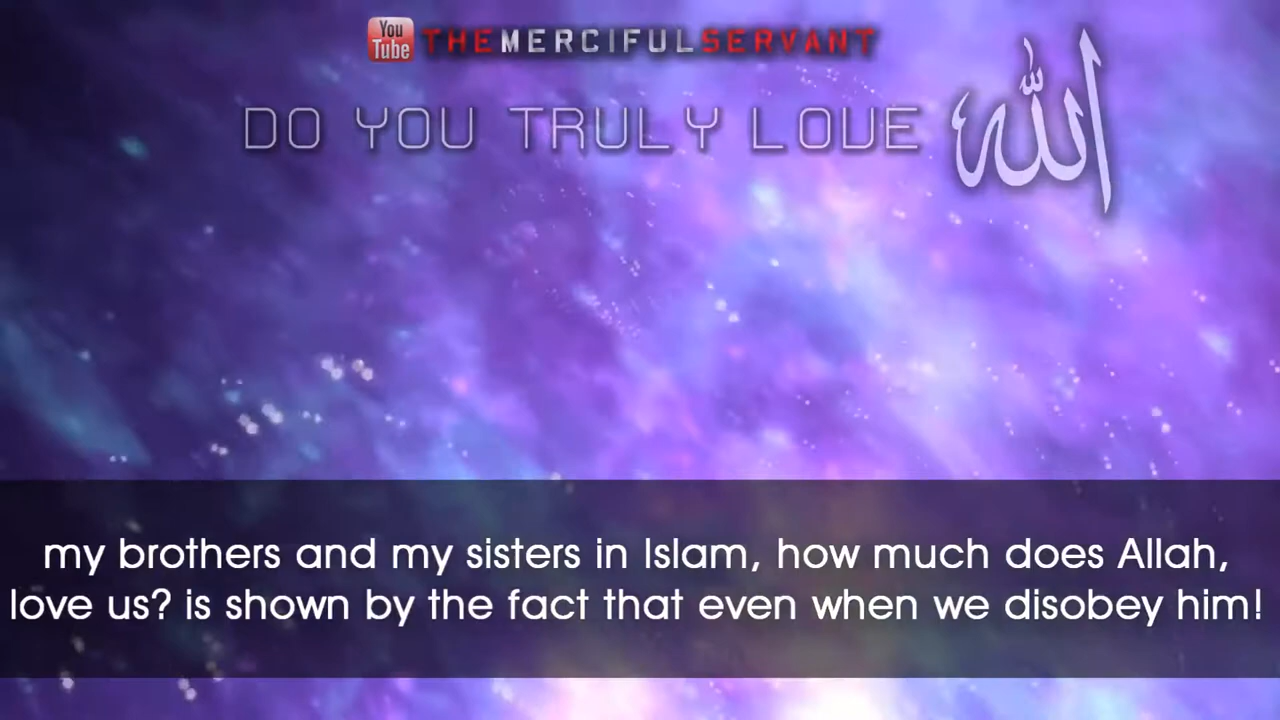 You
Tube THEMERCIFULSERVANT
DO YOU TRULY LOVE الله
my brothers and my sisters in Islam, how much does Allah,
love us? is shown by the fact that even when we disobey him!